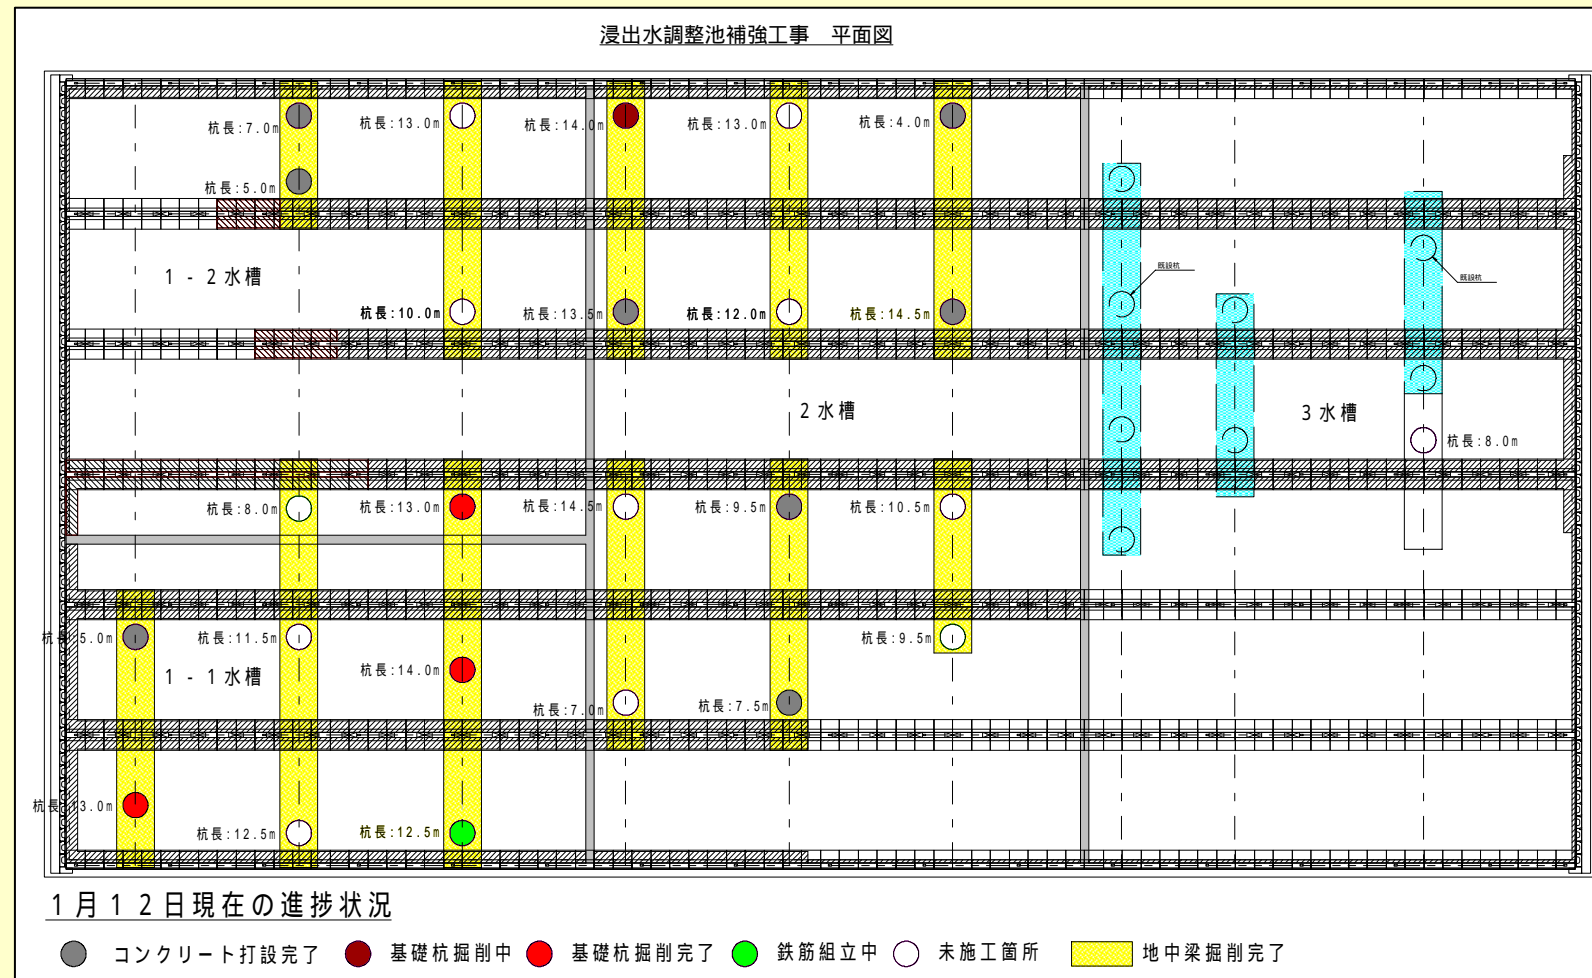 浸出水調整池補強工事　平面図
杭長:7.0m
杭長:13.0m
杭長:14.0m
杭長:13.0m
杭長:4.0m
杭長:5.0m
1 - 2 水槽
既設杭
既設杭
杭長:10.0m
杭長:13.5m
杭長:12.0m
杭長:14.5m
2 水槽
3 水槽
杭長:8.0m
杭長:8.0m
杭長:13.0m
杭長:14.5m
杭長:9.5m
杭長:10.5m
杭長:5.0m
杭長:11.5m
杭長:9.5m
1 - 1 水槽
杭長:14.0m
杭長:7.0m
杭長:7.5m
杭長:13.0m
杭長:12.5m
杭長:12.5m
１月１２日現在の進捗状況
コンクリート打設完了　基礎杭掘削中　基礎杭掘削完了　鉄筋組立中　未施工箇所　地中梁掘削完了